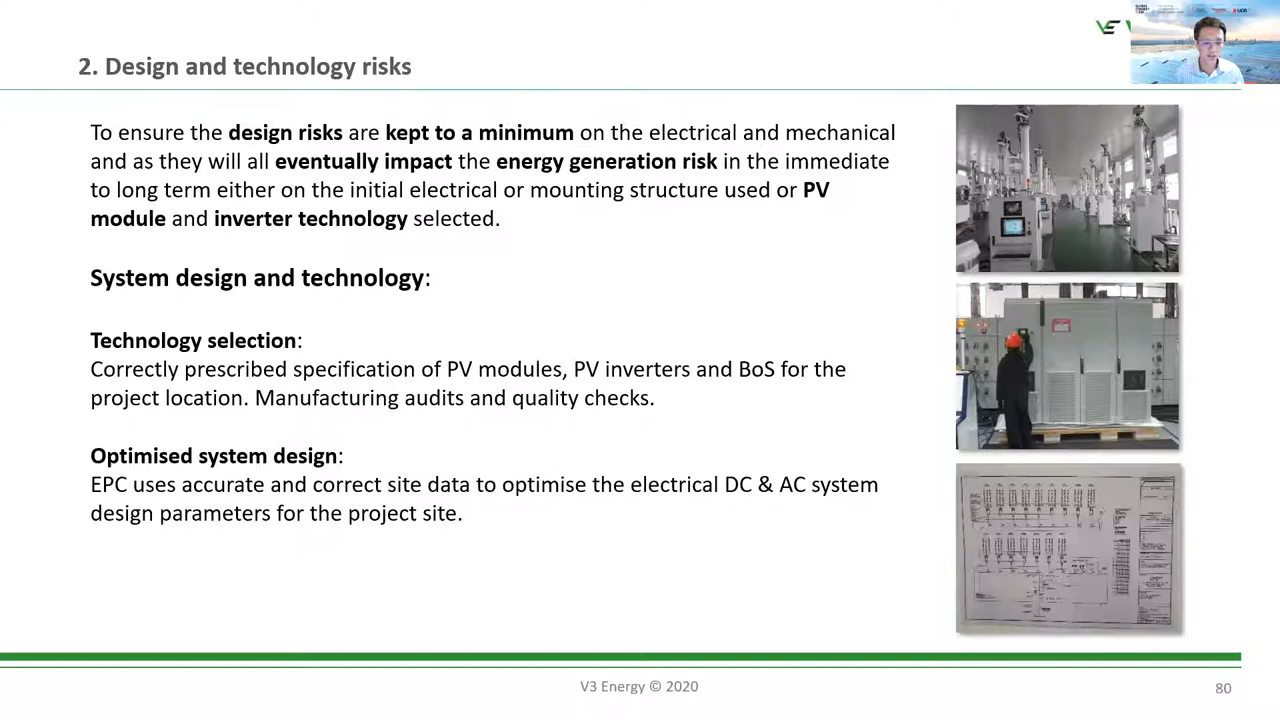 2. Design and technology risks
To ensure the design risks are kept to a minimum on the electrical and mechanical
and as they will all eventually impact the energy generation risk in the immediate
to long term either on the initial electrical or mounting structure used or PV
module and inverter technology selected.
System design and technology:
Technology selection:
Correctly prescribed specification of PV modules, PV inverters and BoS for the
project location. Manufacturing audits and quality checks.
Optimised system design:
EPC uses accurate and correct site data to optimise the electrical DC & AC system
design parameters for the project site.
V3 Energy © 2020
80
UOB